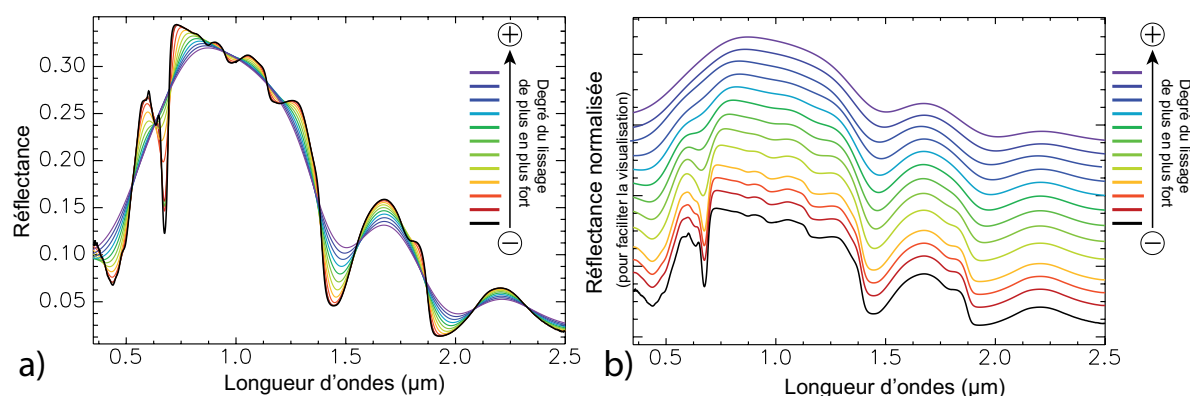 Réflectance
0.30
0.25
0.20
0.15
0.10
0.05
0.5
1.0
1.5
2.0
2.5
Longueur d'ondes (µm)
a)
+
Degré du lissage
de plus en plus fort
−
Réflectance normalisée
(pour faciliter la visualisation)
0.5
1.0
1.5
2.0
2.5
Longueur d'ondes (µm)
b)
+
Degré du lissage
de plus en plus fort
−